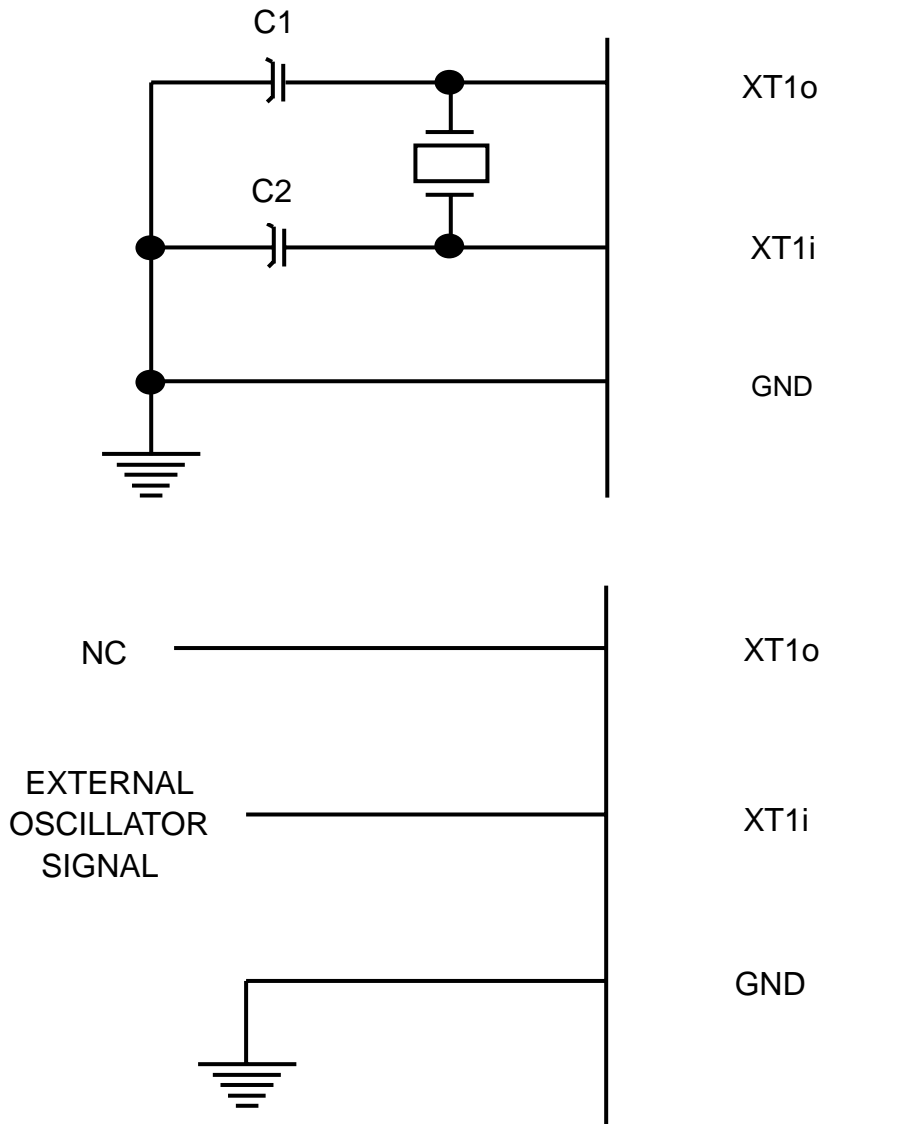 C1
XT1o
C2
XT1i
GND
NC
XT1o
EXTERNAL
OSCILLATOR
SIGNAL
XT1i
GND